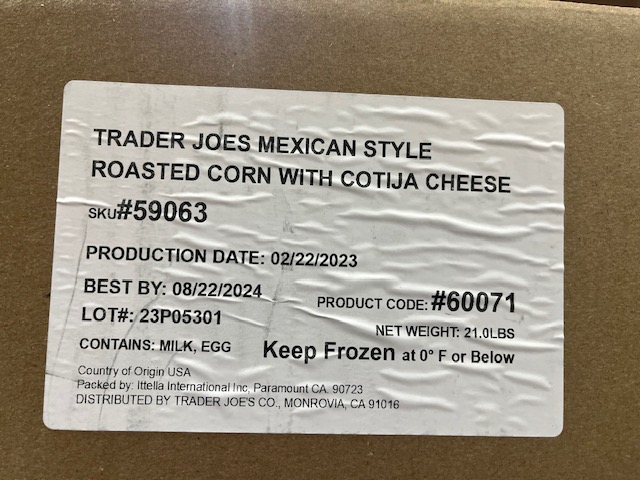 TRADER JOES MEXICAN STYLE
ROASTED CORN WITH COTIJA CHEESE
SKU#59063
PRODUCTION DATE: 02/22/2023
BEST BY: 08/22/2024
PRODUCT CODE: #60071
LOT#: 23P05301
NET WEIGHT: 21.0LBS
CONTAINS: MILK, EGG
Keep Frozen at 0° F or Below
Country of Origin USA
Packed by: Ittella International Inc, Paramount CA. 90723
DISTRIBUTED BY TRADER JOE'S CO., MONROVIA, CA 91016